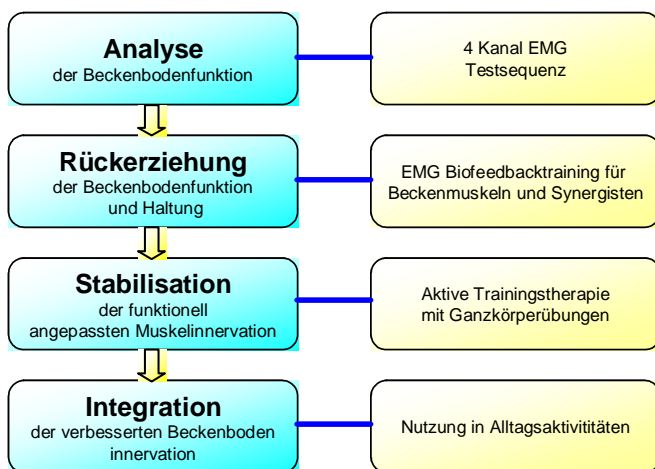 Analyse
der Beckenbodenfunktion
4 Kanal EMG
Testsequenz
Rückerziehung
der Beckenbodenfunktion
und Haltung
EMG Biofeedbacktraining für
Beckenmuskeln und Synergisten
Stabilisation
der funktionell
angepassten Muskelinnervation
Aktive Trainingstherapie
mit Ganzkörperübungen
Integration
der verbesserten Beckenboden
innervation
Nutzung in Alltagsaktivititäten